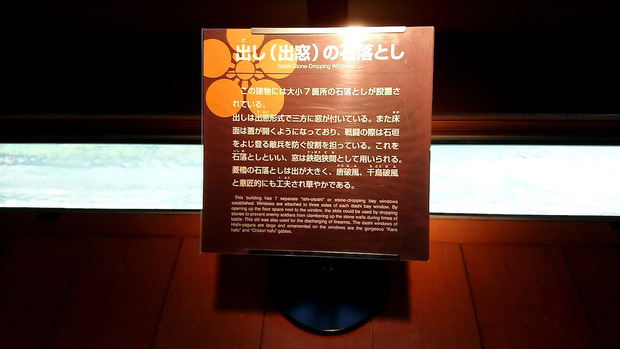 出し（出窓）の石落とし
Dashi Stone-Dropping Windows
この建物には大小７箇所の石落としが設置さ
れている。
出しは出窓形式で三方に窓が付いている。また床
面は蓋が開くようになっており、戦闘の際は石垣
をよじ登る敵兵を防ぐ役割を担っている。これを
石落としといい、窓は鉄砲狭間として用いられる。
菱櫓の石落としは出が大きく、唐破風、千鳥破風
と意匠的にも工夫され華やかである。
This building has 7 separate "ishi-otoshi" or stone-dropping bay windows
established. Windows are attached to three sides of each dashi bay window. By
opening up the floor space next to the window, the slots could be used by dropping
stones to prevent enemy soldiers from clambering up the stone walls during times of
battle. This slit was also used for the discharging of firearms. The dashi windows of
Hishi-yagura are large and ornamented on the windows are the gorgeous "Kara
hafu" and "Chidori hafu" gables.